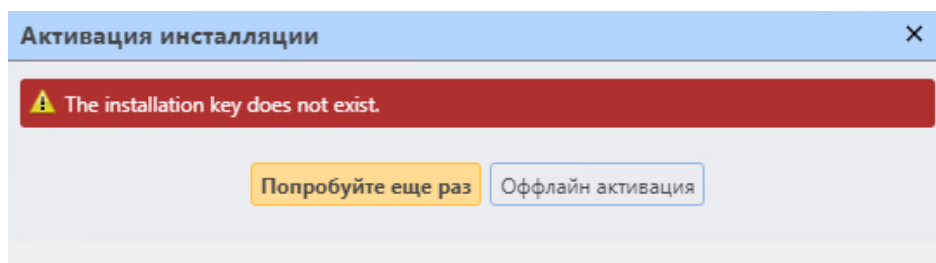 Активация инсталляции
The installation key does not exist.
Попробуйте еще раз Оффлайн активация